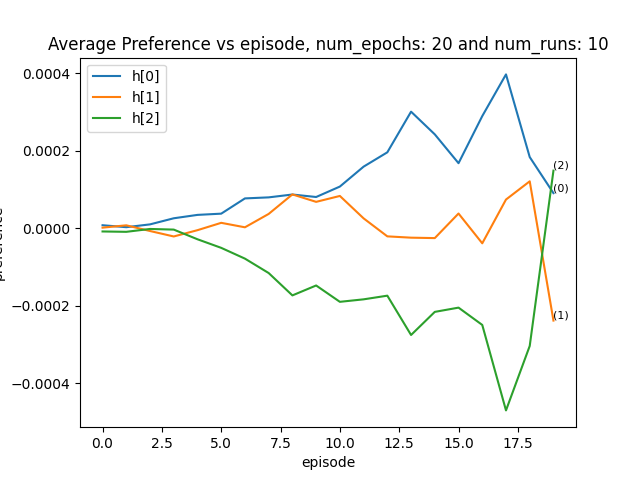 Average Preference vs episode, num_epochs: 20 and num_runs: 10
h[0]
h[1]
h[2]
0.0004
0.0002
0.0000
−0.0002
−0.0004
preference
(2)
(0)
(1)
0.0 2.5 5.0 7.5 10.0 12.5 15.0 17.5
episode